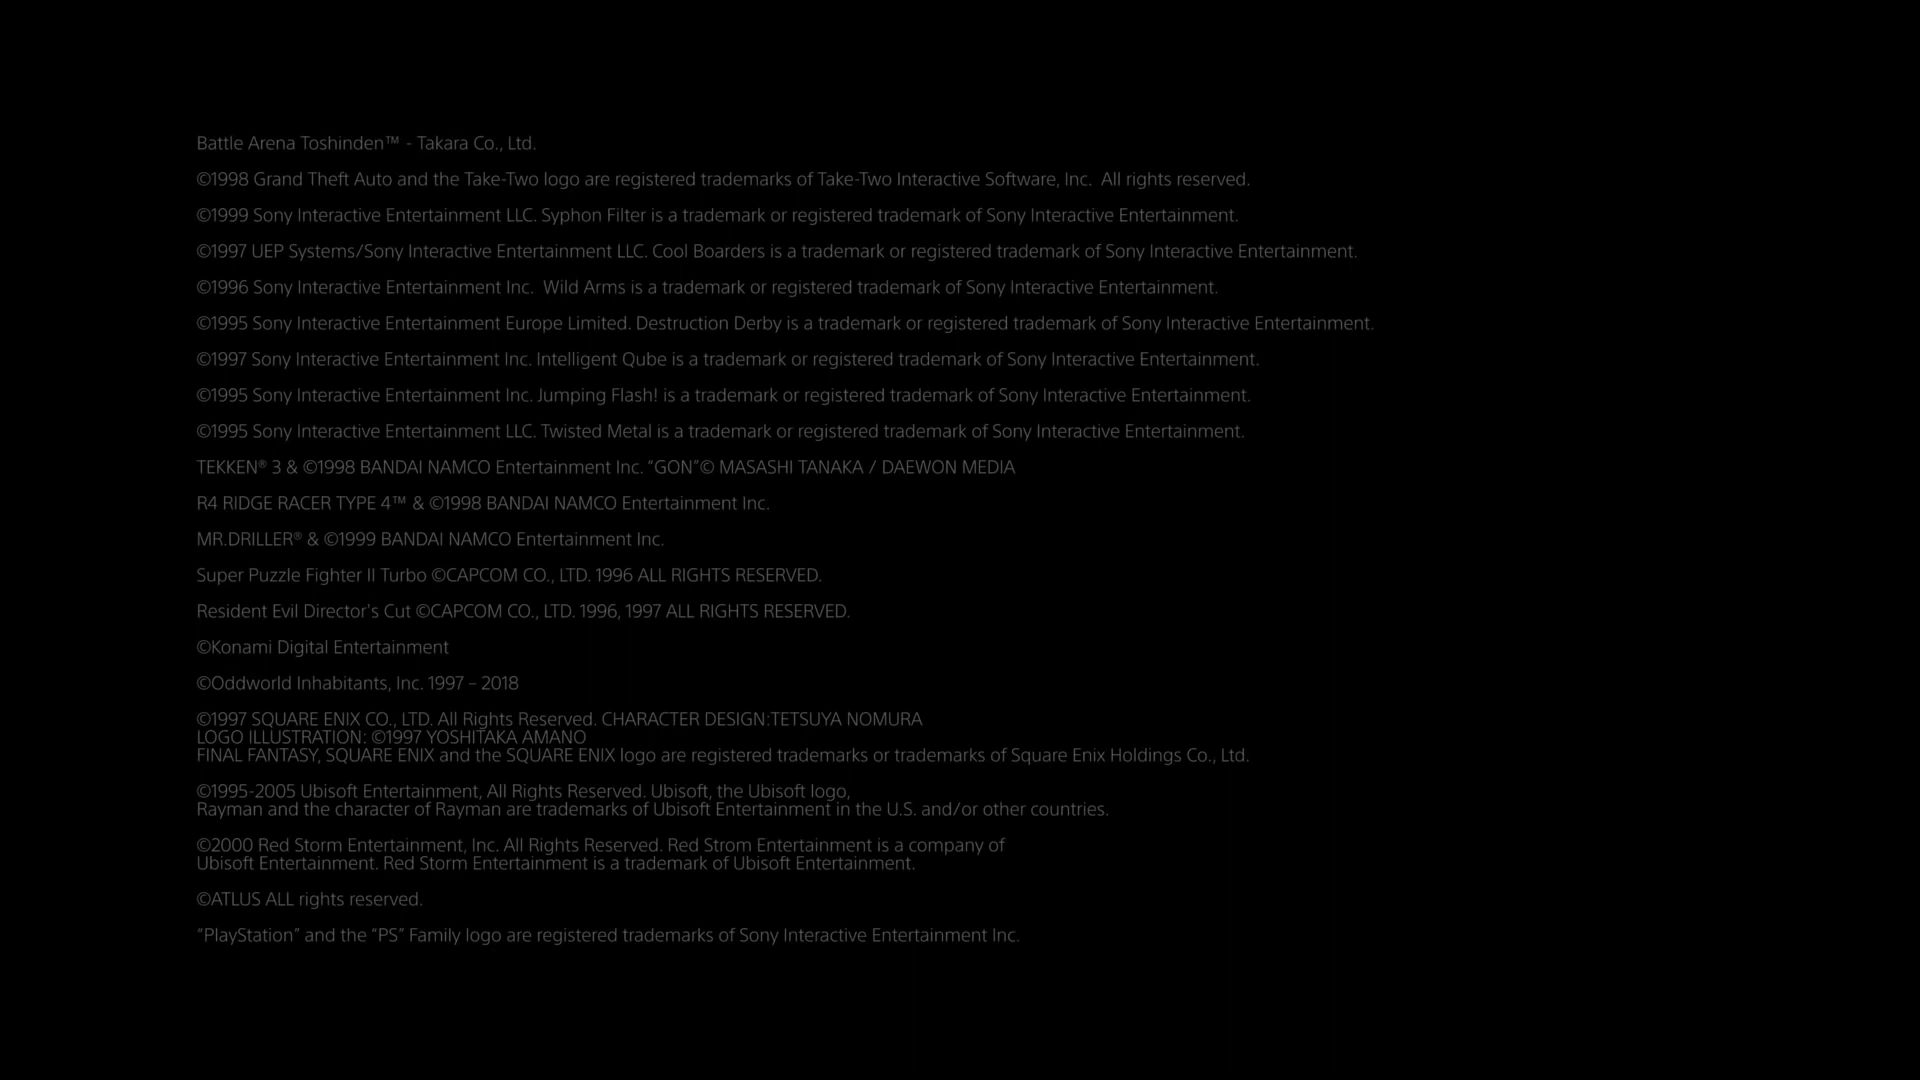 Battle Arena Toshinden™ - Takara Co., Ltd.
©1998 Grand Theft Auto and the Take-Two logo are registered trademarks of Take-Two Interactive Software, Inc.  All rights reserved.
©1999 Sony Interactive Entertainment LLC. Syphon Filter is a trademark or registered trademark of Sony Interactive Entertainment.
©1997 UEP Systems/Sony Interactive Entertainment LLC. Cool Boarders is a trademark or registered trademark of Sony Interactive Entertainment.
©1996 Sony Interactive Entertainment Inc.  Wild Arms is a trademark or registered trademark of Sony Interactive Entertainment.
©1995 Sony Interactive Entertainment Europe Limited. Destruction Derby is a trademark or registered trademark of Sony Interactive Entertainment.
©1997 Sony Interactive Entertainment Inc. Intelligent Qube is a trademark or registered trademark of Sony Interactive Entertainment.
©1995 Sony Interactive Entertainment Inc. Jumping Flash! is a trademark or registered trademark of Sony Interactive Entertainment.
©1995 Sony Interactive Entertainment LLC. Twisted Metal is a trademark or registered trademark of Sony Interactive Entertainment.
TEKKEN® 3 & ©1998 BANDAI NAMCO Entertainment Inc. “GON”© MASASHI TANAKA / DAEWON MEDIA
R4 RIDGE RACER TYPE 4™ & ©1998 BANDAI NAMCO Entertainment Inc.
MR.DRILLER® & ©1999 BANDAI NAMCO Entertainment Inc.
Super Puzzle Fighter II Turbo ©CAPCOM CO., LTD. 1996 ALL RIGHTS RESERVED.
Resident Evil Director's Cut ©CAPCOM CO., LTD. 1996, 1997 ALL RIGHTS RESERVED.
©Konami Digital Entertainment
©Oddworld Inhabitants, Inc. 1997 – 2018
©1997 SQUARE ENIX CO., LTD. All Rights Reserved. CHARACTER DESIGN:TETSUYA NOMURA
LOGO ILLUSTRATION: ©1997 YOSHITAKA AMANO
FINAL FANTASY, SQUARE ENIX and the SQUARE ENIX logo are registered trademarks or trademarks of Square Enix Holdings Co., Ltd.
©1995-2005 Ubisoft Entertainment, All Rights Reserved. Ubisoft, the Ubisoft logo,
Rayman and the character of Rayman are trademarks of Ubisoft Entertainment in the U.S. and/or other countries.
©2000 Red Storm Entertainment, Inc. All Rights Reserved. Red Strom Entertainment is a company of
Ubisoft Entertainment. Red Storm Entertainment is a trademark of Ubisoft Entertainment.
©ATLUS ALL rights reserved.
“PlayStation” and the “PS” Family logo are registered trademarks of Sony Interactive Entertainment Inc.